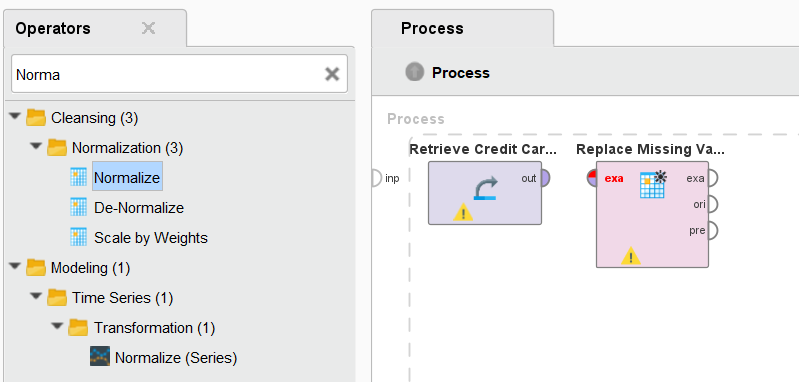 Operators
Norma
Cleansing (3)
Normalization (3)
Normalize
De-Normalize
Scale by Weights
Modeling (1)
Time Series (1)
Transformation (1)
Normalize (Series)
Process
Process
Process
Retrieve Credit Car... Replace Missing Va...
inp out exa exa
ori
pre